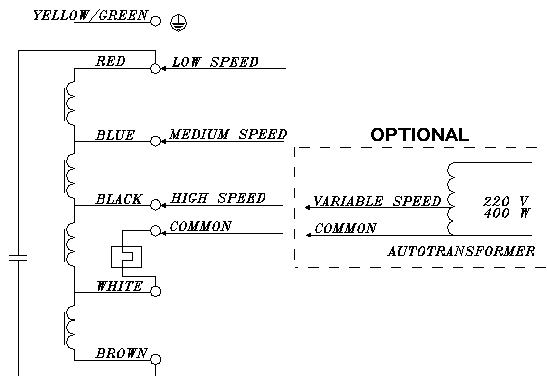 YELLOW/GREEN
RED LOW SPEED
BLUE MEDIUM SPEED
OPTIONAL
BLACK HIGH SPEED
VARIABLE SPEED 220 V
400 W
COMMON
COMMON
AUTOTRANSFORMER
WHITE
BROWN